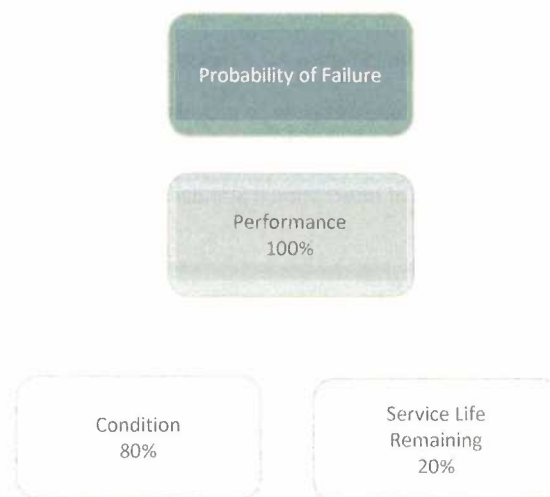 Probability of Failure
Performance
100%
Condition
80%
Service Life
Remaining
20%